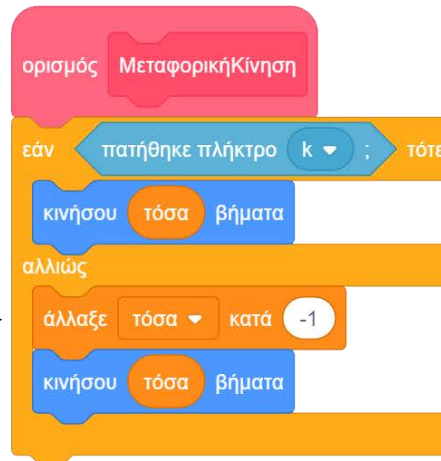 ορισμός ΜεταφορικήΚίνηση
εάν πατήθηκε πλήκτρο k ; τότε
κινήσου τόσα βήματα
αλλιώς
άλλαξε τόσα κατά -1
κινήσου τόσα βήματα